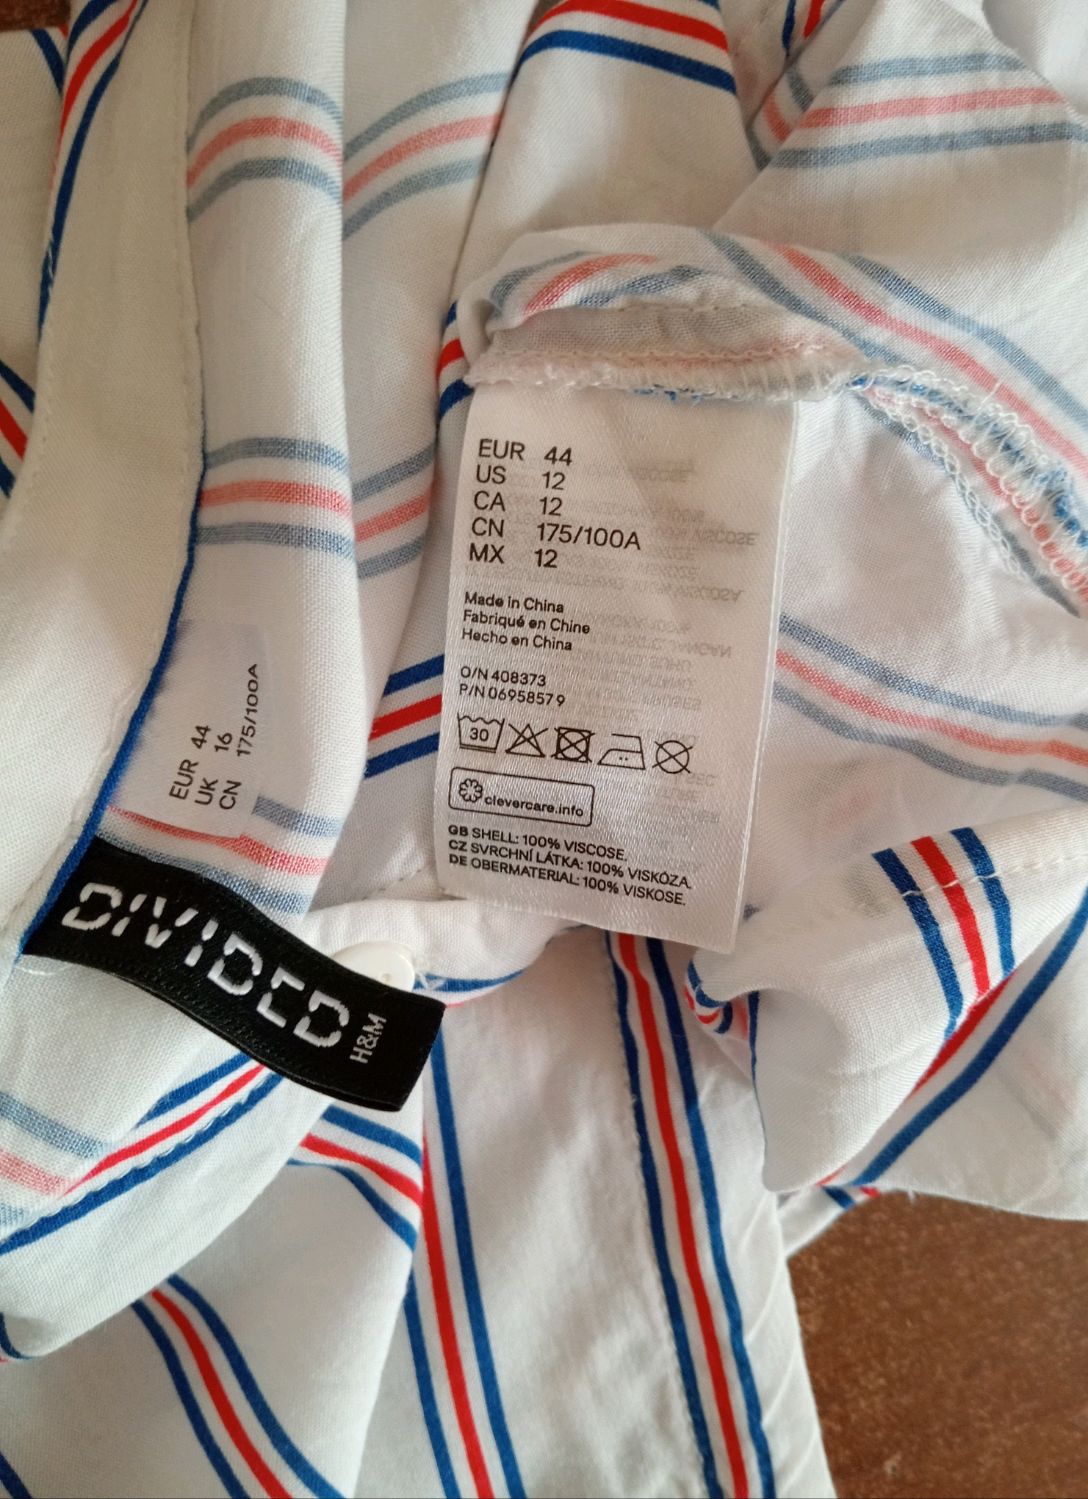 EUR 44
US 12
CA 12
CN 175/100A
MX 12
Made in China
Fabriqué en Chine
Hecho en China
O/N 408373
P/N 06958579
30
clevercare.info
GB SHELL: 100% VISCOSE.
CZ SVRCHNÍ LÁTKA: 100% VISKÓZA.
DE OBERMATERIAL: 100% VISKOSE.
EUR 44
UK 16
CN 175/100A
DIVIDED
H&M